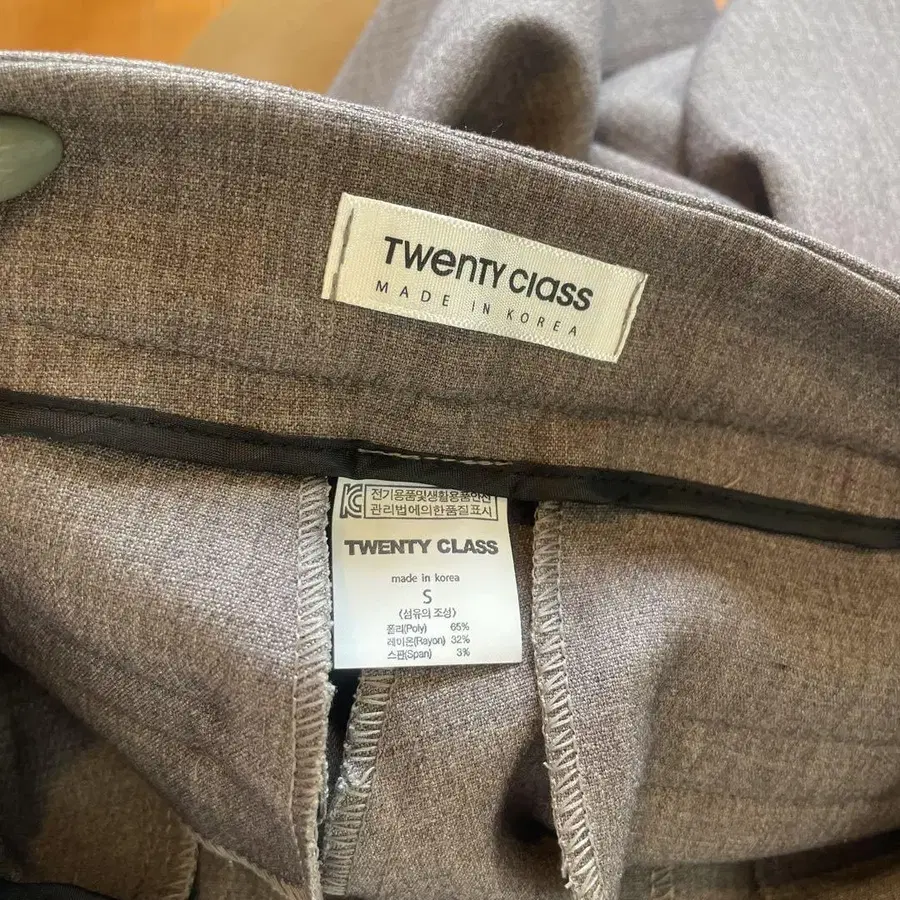 TWENTY CLASS
MADE IN KOREA
전기용품및생활용품안전
관리법에의한품질표시
TWENTY CLASS
made in korea
S
〈섬유의 조성〉
폴리(Poly) 65%
레이온(Rayon) 32%
스판(Span) 3%